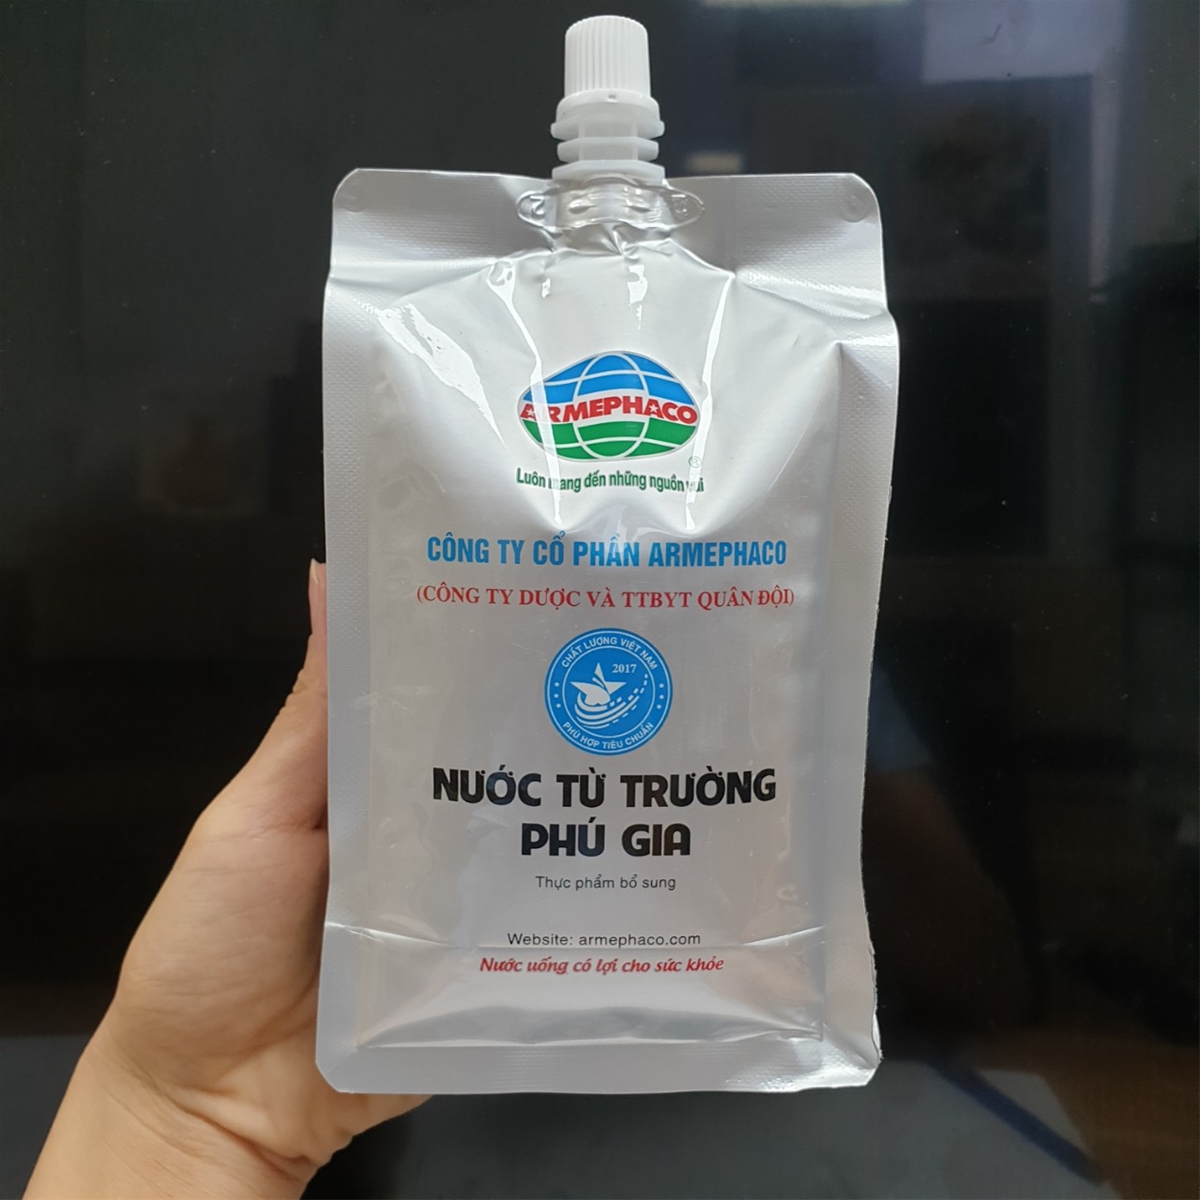 ARMEPHACO
®
Luôn mang đến những nguồn vui
CÔNG TY CỔ PHẦN ARMEPHACO
(CÔNG TY DƯỢC VÀ TTBYT QUÂN ĐỘI)
CHẤT LƯỢNG VIỆT NAM
2017
PHÙ HỢP TIÊU CHUẨN
NƯỚC TỪ TRƯỜNG
PHÚ GIA
Thực phẩm bổ sung
Website: armephaco.com
Nước uống có lợi cho sức khỏe